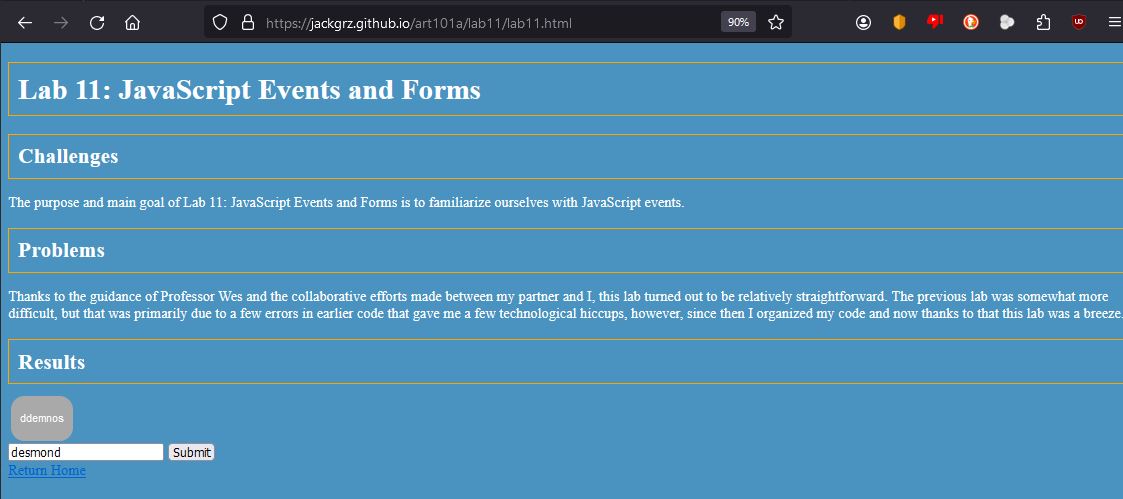 https://jackgrz.github.io/art101a/lab11/lab11.html
90%
Lab 11: JavaScript Events and Forms
Challenges
The purpose and main goal of Lab 11: JavaScript Events and Forms is to familiarize ourselves with JavaScript events.
Problems
Thanks to the guidance of Professor Wes and the collaborative efforts made between my partner and I, this lab turned out to be relatively straightforward. The previous lab was somewhat more
difficult, but that was primarily due to a few errors in earlier code that gave me a few technological hiccups, however, since then I organized my code and now thanks to that this lab was a breeze.
Results
ddemnos
desmond Submit
Return Home